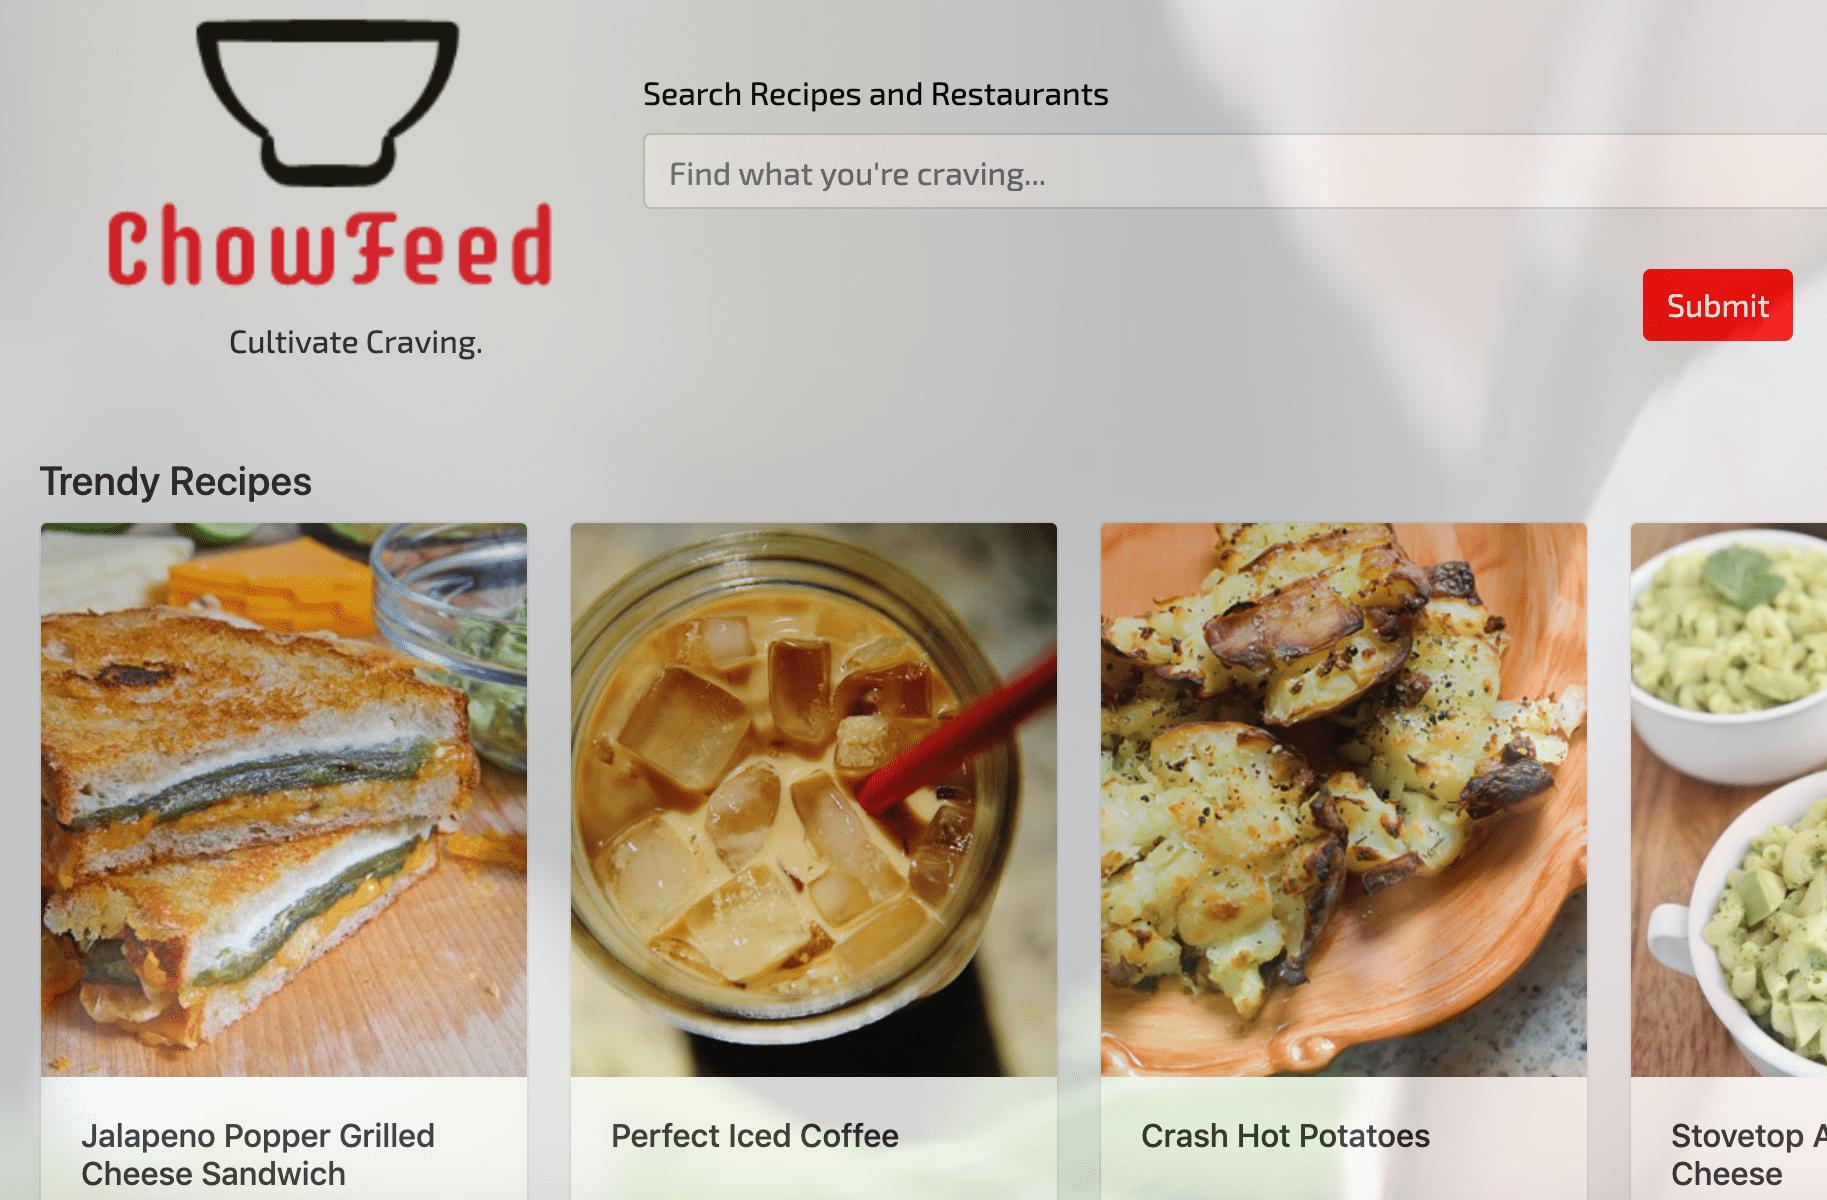 ChowFeed
Cultivate Craving.
Search Recipes and Restaurants
Find what you're craving...
Submit
Trendy Recipes
Jalapeno Popper Grilled
Cheese Sandwich
Perfect Iced Coffee
Crash Hot Potatoes
Stovetop
Cheese